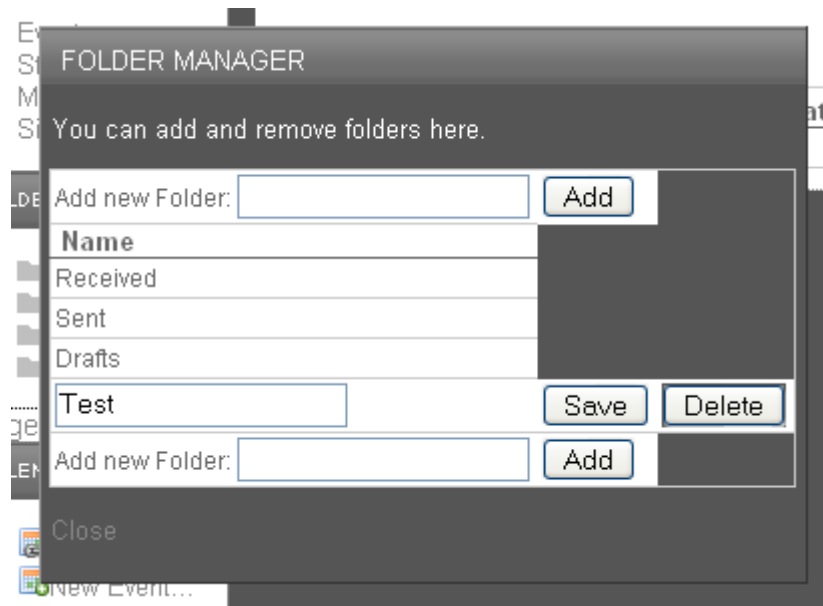 FOLDER MANAGER
You can add and remove folders here.
Add new Folder: Add
Name
Received
Sent
Drafts
Test Save Delete
Add new Folder: Add
Close
New Event...